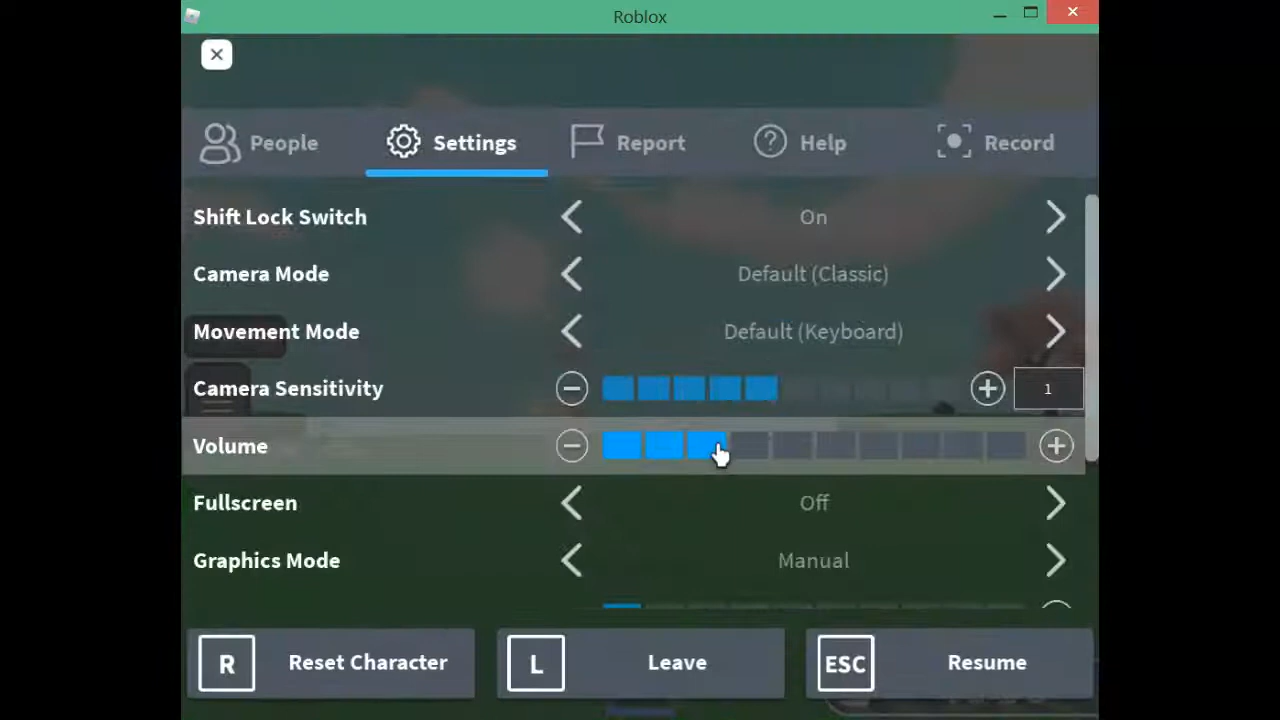 Roblox
People
Settings
Report
Help
Record
Shift Lock Switch On
Camera Mode Default (Classic)
Movement Mode Default (Keyboard)
Camera Sensitivity 1
Volume
Fullscreen Off
Graphics Mode Manual
R Reset Character
L Leave
ESC Resume